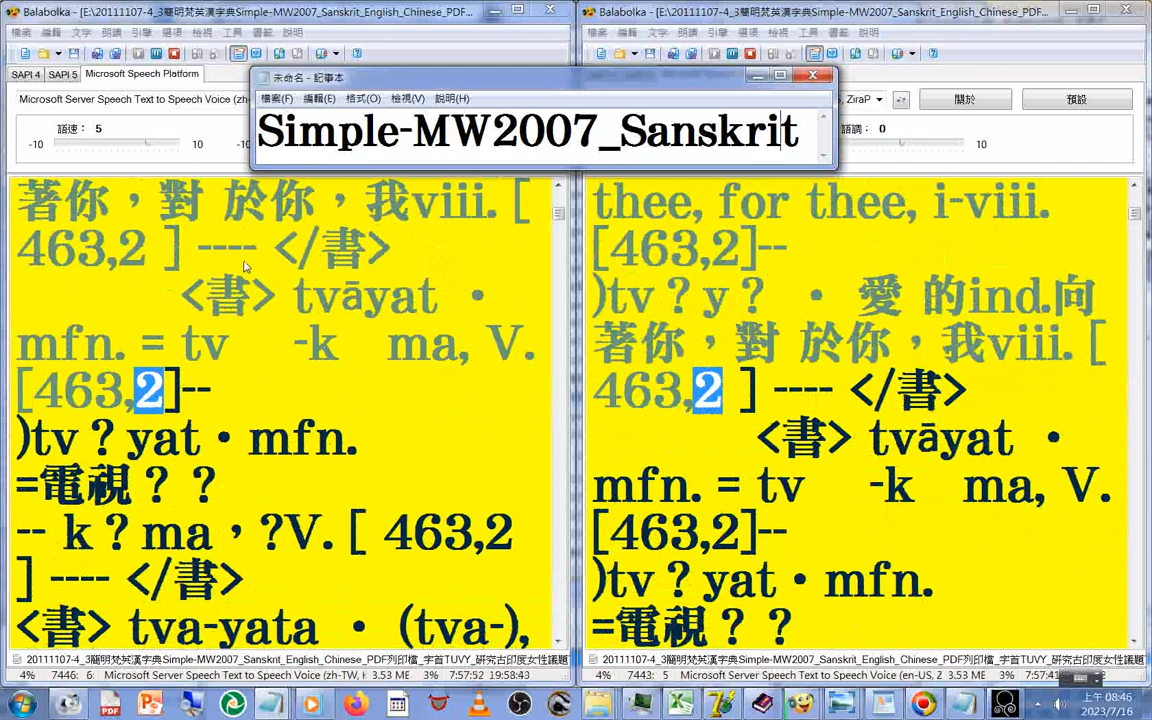 Balabolka - [E:\20111107-4_3簡明梵英漢字典Simple-MW2007_Sanskrit_English_Chinese_PDF...
檔案 編輯 文字 朗讀 引擎 選項 檢視 工具 書籤 說明
SAPI 4 SAPI 5 Microsoft Speech Platform
Microsoft Server Speech Text to Speech Voice (zh-
語速： 5
-10 10
著你，對 於你，我viii. [
463,2 ] ---- </書>
<書> tvāyat •
mfn. = tv -k ma, V.
[463,2]--
)tv？yat • mfn.
=電視？？
-- k？ma，?V. [ 463,2
] ---- </書>
<書> tva-yata • (tva-),
20111107-4_3簡明梵英漢字典Simple-MW2007_Sanskrit_English_Chinese_PDF列印檔_字首TUVY_研究古印度女性議題
4% 7446: 6: Microsoft Server Speech Text to Speech Voice (zh-TW, H 3.53 ME 7:57:52 19:58:43
未命名 - 記事本
檔案(F) 編輯(E) 格式(O) 檢視(V) 說明(H)
Simple-MW2007_Sanskrit
Balabolka - [E:\20111107-4_3簡明梵英漢字典Simple-MW2007_Sanskrit_English_Chinese_PDF...
檔案 編輯 文字 朗讀 引擎 選項 檢視 工具 書籤 說明
S, ZiraP 關於 預設
語調： 0
10
thee, for thee, i-viii.
[463,2]--
)tv？y？ • 愛 的ind.向
著你，對 於你，我viii. [
463,2 ] ---- </書>
<書> tvāyat •
mfn. = tv -k ma, V.
[463,2]--
)tv？yat • mfn.
=電視？？
20111107-4_3簡明梵英漢字典Simple-MW2007_Sanskrit_English_Chinese_PDF列印檔_字首TUVY_研究古印度女性議題
4% 7443: 5 Microsoft Server Speech Text to Speech Voice (en-US, Z 3.53 ME 7:57:41
上午 08:46
2023/7/16